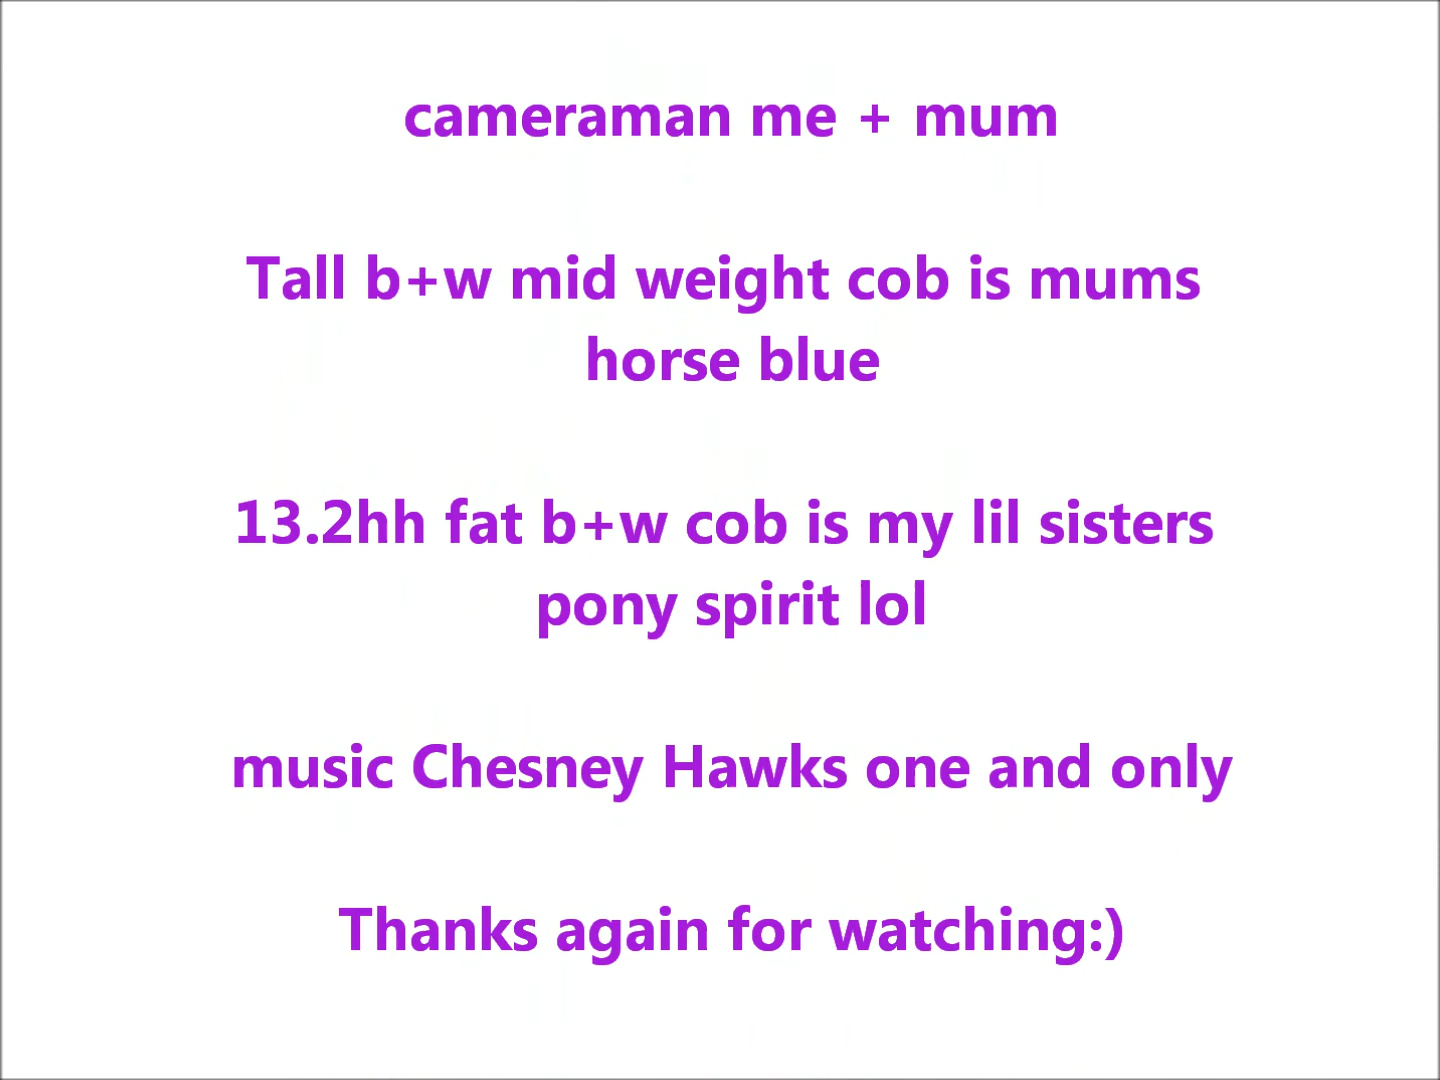 cameraman me + mum
Tall b+w mid weight cob is mums
horse blue
13.2hh fat b+w cob is my lil sisters
pony spirit lol
music Chesney Hawks one and only
Thanks again for watching:)